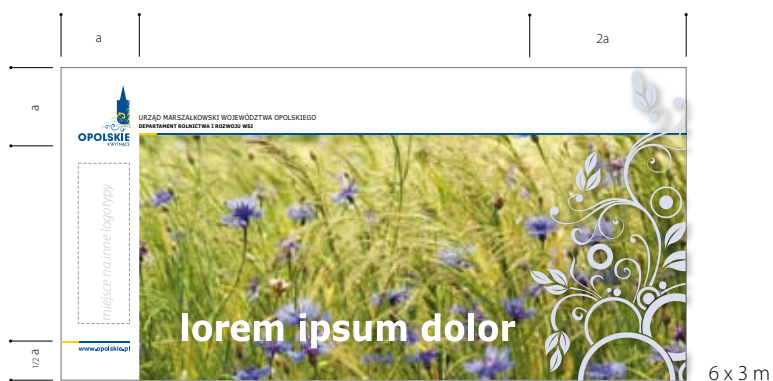 a
2a
a
URZĄD MARSZAŁKOWSKI WOJEWÓDZTWA OPOLSKIEGO
DEPARTAMENT ROLNICTWA I ROZWOJU WSI
OPOLSKIE
KWITNĄCE
miejsce na inne logotypy
lorem ipsum dolor
1/2 a
www.opolskie.pl
6 x 3 m